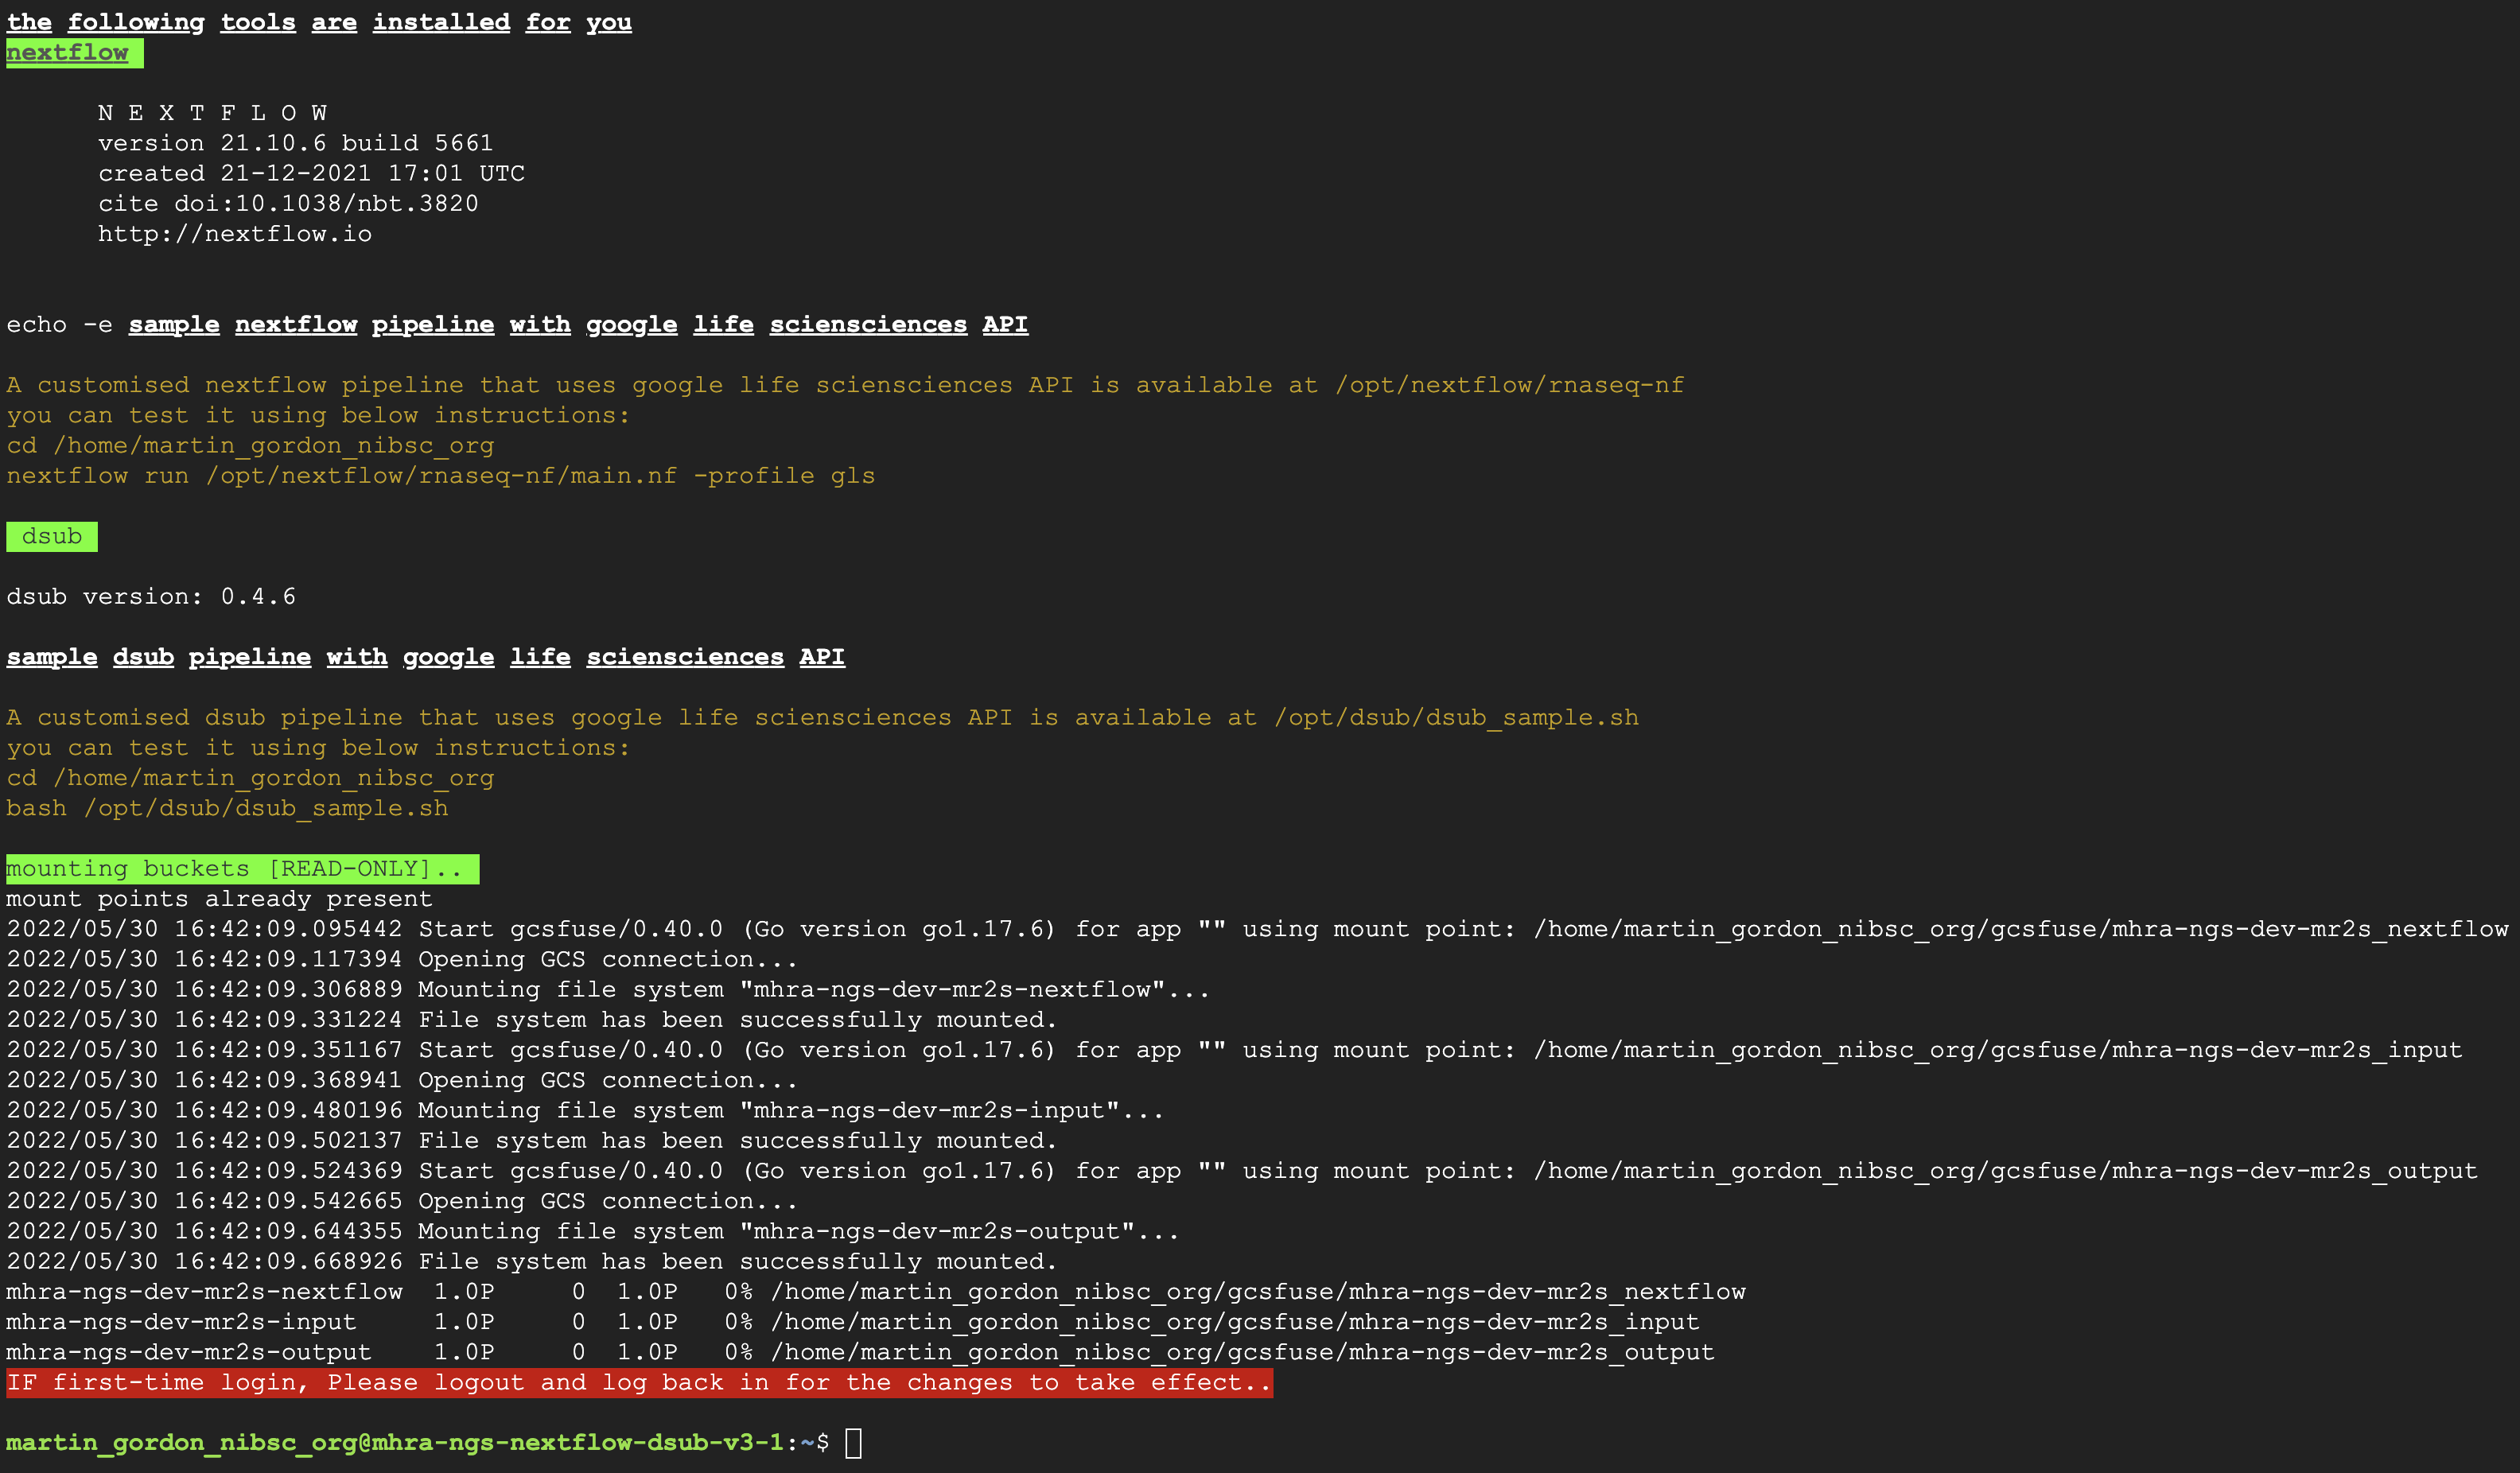 the following tools are installed for you
nextflow
N E X T F L O W
version 21.10.6 build 5661
created 21-12-2021 17:01 UTC
cite doi:10.1038/nbt.3820
http://nextflow.io
echo -e sample nextflow pipeline with google life sciensciences API
A customised nextflow pipeline that uses google life sciensciences API is available at /opt/nextflow/rnaseq-nf
you can test it using below instructions:
cd /home/martin_gordon_nibsc_org
nextflow run /opt/nextflow/rnaseq-nf/main.nf -profile gls
dsub
dsub version: 0.4.6
sample dsub pipeline with google life sciensciences API
A customised dsub pipeline that uses google life sciensciences API is available at /opt/dsub/dsub_sample.sh
you can test it using below instructions:
cd /home/martin_gordon_nibsc_org
bash /opt/dsub/dsub_sample.sh
mounting buckets [READ-ONLY]..
mount points already present
2022/05/30 16:42:09.095442 Start gcsfuse/0.40.0 (Go version go1.17.6) for app "" using mount point: /home/martin_gordon_nibsc_org/gcsfuse/mhra-ngs-dev-mr2s_nextflow
2022/05/30 16:42:09.117394 Opening GCS connection...
2022/05/30 16:42:09.306889 Mounting file system "mhra-ngs-dev-mr2s-nextflow"...
2022/05/30 16:42:09.331224 File system has been successfully mounted.
2022/05/30 16:42:09.351167 Start gcsfuse/0.40.0 (Go version go1.17.6) for app "" using mount point: /home/martin_gordon_nibsc_org/gcsfuse/mhra-ngs-dev-mr2s_input
2022/05/30 16:42:09.368941 Opening GCS connection...
2022/05/30 16:42:09.480196 Mounting file system "mhra-ngs-dev-mr2s-input"...
2022/05/30 16:42:09.502137 File system has been successfully mounted.
2022/05/30 16:42:09.524369 Start gcsfuse/0.40.0 (Go version go1.17.6) for app "" using mount point: /home/martin_gordon_nibsc_org/gcsfuse/mhra-ngs-dev-mr2s_output
2022/05/30 16:42:09.542665 Opening GCS connection...
2022/05/30 16:42:09.644355 Mounting file system "mhra-ngs-dev-mr2s-output"...
2022/05/30 16:42:09.668926 File system has been successfully mounted.
mhra-ngs-dev-mr2s-nextflow  1.0P     0  1.0P   0% /home/martin_gordon_nibsc_org/gcsfuse/mhra-ngs-dev-mr2s_nextflow
mhra-ngs-dev-mr2s-input     1.0P     0  1.0P   0% /home/martin_gordon_nibsc_org/gcsfuse/mhra-ngs-dev-mr2s_input
mhra-ngs-dev-mr2s-output    1.0P     0  1.0P   0% /home/martin_gordon_nibsc_org/gcsfuse/mhra-ngs-dev-mr2s_output
IF first-time login, Please logout and log back in for the changes to take effect..
martin_gordon_nibsc_org@mhra-ngs-nextflow-dsub-v3-1:~$